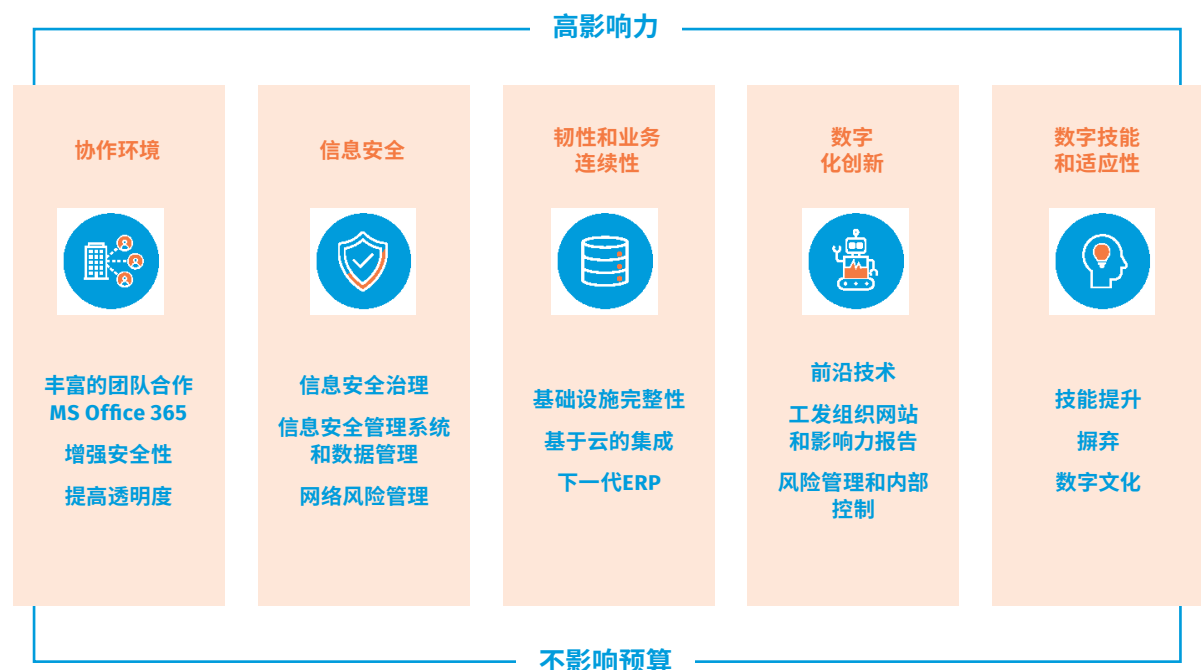 高影响力
协作环境
丰富的团队合作
MS Office 365
增强安全性
提高透明度
信息安全
信息安全治理
信息安全管理系统
和数据管理
网络风险管理
韧性和业务
连续性
基础设施完整性
基于云的集成
下一代ERP
数字
化创新
前沿技术
工发组织网站
和影响力报告
风险管理和内部
控制
数字技能
和适应性
技能提升
摒弃
数字文化
不影响预算